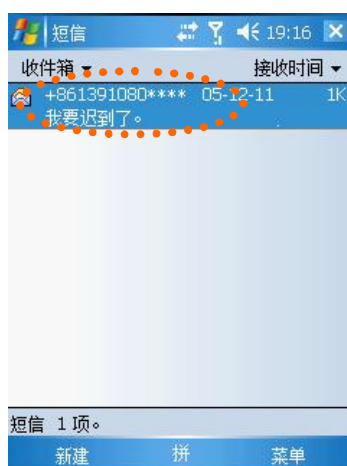 短信 19:16
收件箱 接收时间
+861391080**** 05-12-11 1K
我要迟到了。
短信 1项。
新建 拼 菜单